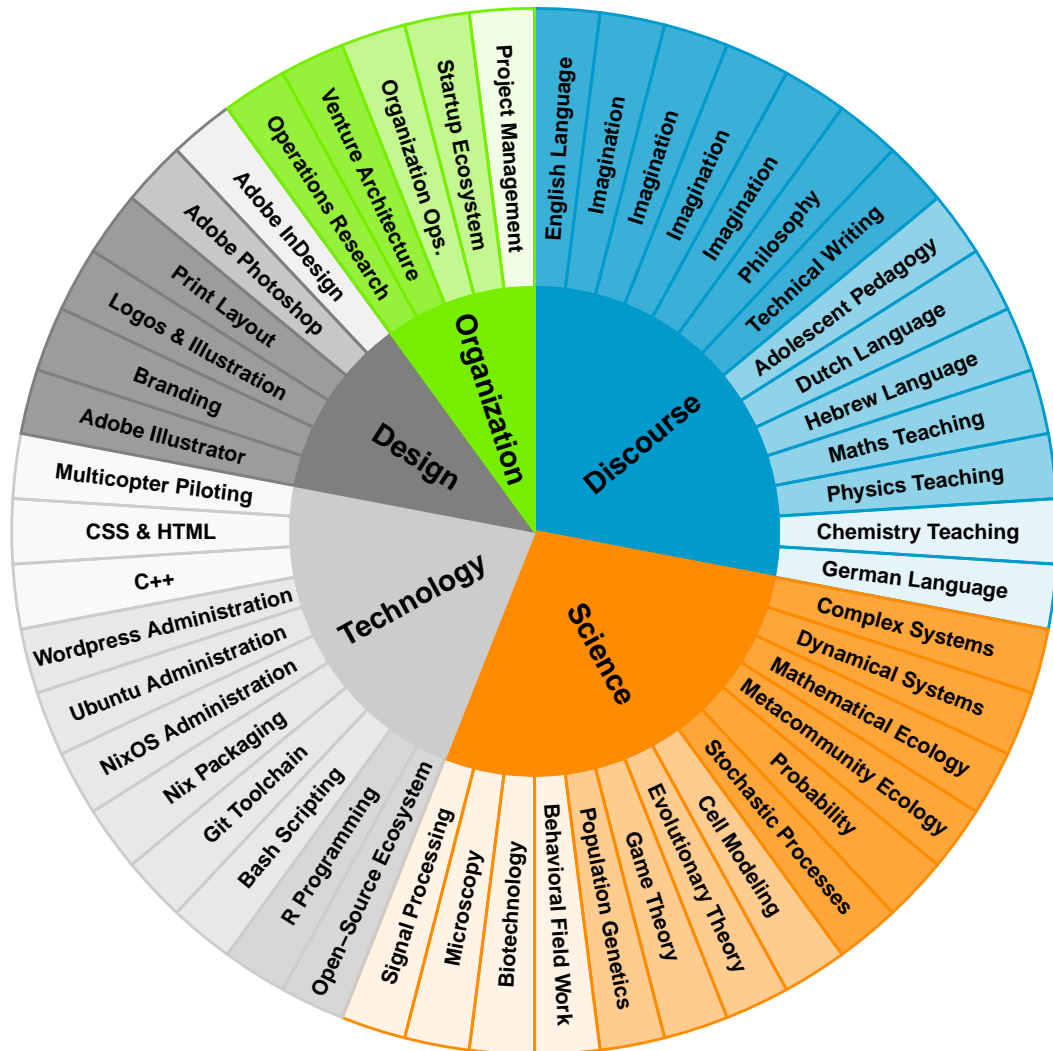 Discourse
English Language
Imagination
Imagination
Imagination
Imagination
Philosophy
Technical Writing
Adolescent Pedagogy
Dutch Language
Hebrew Language
Maths Teaching
Physics Teaching
Chemistry Teaching
German Language
Science
Complex Systems
Dynamical Systems
Mathematical Ecology
Metacommunity Ecology
Probability
Stochastic Processes
Cell Modeling
Evolutionary Theory
Game Theory
Population Genetics
Behavioral Field Work
Biotechnology
Microscopy
Signal Processing
Technology
Open−Source Ecosystem
R Programming
Bash Scripting
Git Toolchain
Nix Packaging
NixOS Administration
Ubuntu Administration
Wordpress Administration
C++
CSS & HTML
Multicopter Piloting
Design
Adobe Illustrator
Branding
Logos & Illustration
Print Layout
Adobe Photoshop
Adobe InDesign
Organization
Operations Research
Venture Architecture
Organization Ops.
Startup Ecosystem
Project Management